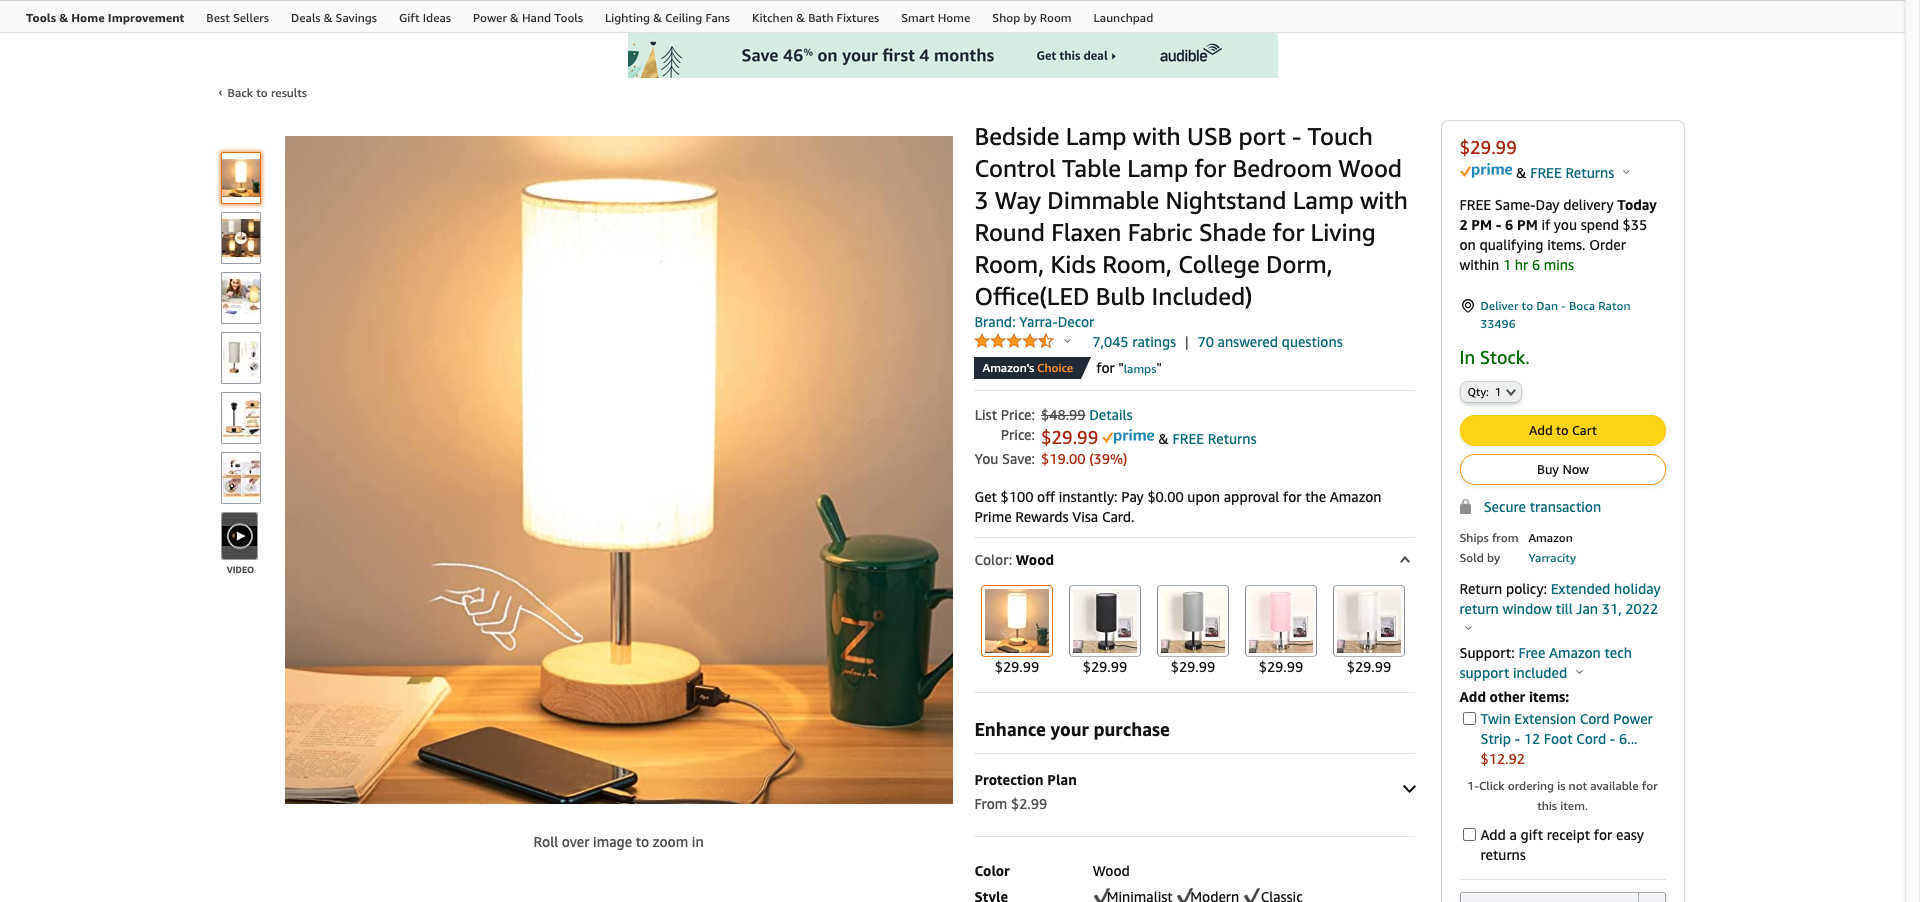 Tools & Home Improvement
Best Sellers
Deals & Savings
Gift Ideas
Power & Hand Tools
Lighting & Ceiling Fans
Kitchen & Bath Fixtures
Smart Home
Shop by Room
Launchpad
Save 46% on your first 4 months
Get this deal
audible
‹ Back to results
VIDEO
Z
Roll over image to zoom in
Bedside Lamp with USB port - Touch
Control Table Lamp for Bedroom Wood
3 Way Dimmable Nightstand Lamp with
Round Flaxen Fabric Shade for Living
Room, Kids Room, College Dorm,
Office(LED Bulb Included)
Brand: Yarra-Decor
7,045 ratings | 70 answered questions
Amazon's Choice for "lamps"
List Price: $48.99 Details
Price: $29.99 prime & FREE Returns
You Save: $19.00 (39%)
Get $100 off instantly: Pay $0.00 upon approval for the Amazon
Prime Rewards Visa Card.
Color: Wood
$29.99
$29.99
$29.99
$29.99
$29.99
Enhance your purchase
Protection Plan
From $2.99
Color Wood
Style ✔Minimalist ✔Modern ✔Classic
$29.99
prime & FREE Returns
FREE Same-Day delivery Today
2 PM - 6 PM if you spend $35
on qualifying items. Order
within 1 hr 6 mins
Deliver to Dan - Boca Raton
33496
In Stock.
Qty: 1
Add to Cart
Buy Now
Secure transaction
Ships from Amazon
Sold by Yarracity
Return policy: Extended holiday
return window till Jan 31, 2022
Support: Free Amazon tech
support included
Add other items:
Twin Extension Cord Power
Strip - 12 Foot Cord - 6...
$12.92
1-Click ordering is not available for
this item.
Add a gift receipt for easy
returns